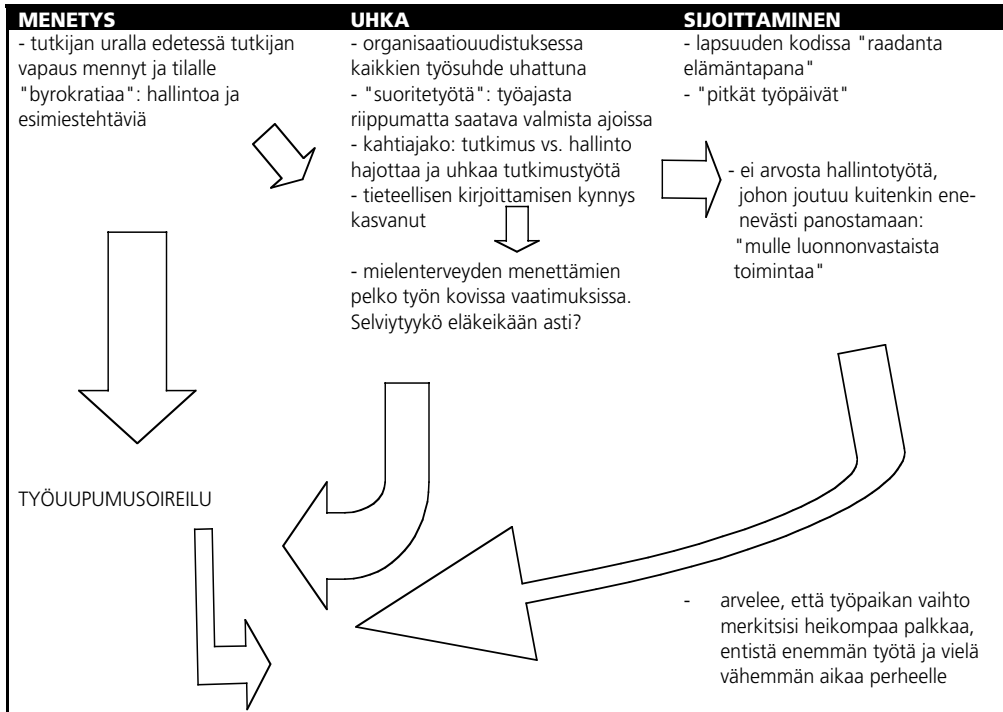 MENETYS
- tutkijan uralla edetessä tutkijan
vapaus mennyt ja tilalle
"byrokratiaa": hallintoa ja
esimiestehtäviä
UHKA
- organisaatiouudistuksessa
kaikkien työsuhde uhattuna
- "suoritetyötä": työajasta
riippumatta saatava valmista ajoissa
- kahtiajako: tutkimus vs. hallinto
hajottaa ja uhkaa tutkimustyötä
- tieteellisen kirjoittamisen kynnys
kasvanut
- mielenterveyden menettämien
pelko työn kovissa vaatimuksissa.
Selviytyykö eläkeikään asti?
SIJOITTAMINEN
- lapsuuden kodissa "raadanta
elämäntapana"
- "pitkät työpäivät"
- ei arvosta hallintotyötä,
johon joutuu kuitenkin ene-
nevästi panostamaan:
"mulle luonnonvastaista
toimintaa"
TYÖUUPUMUSOIREILU
- arvelee, että työpaikan vaihto
merkitsisi heikompaa palkkaa,
entistä enemmän työtä ja vielä
vähemmän aikaa perheelle